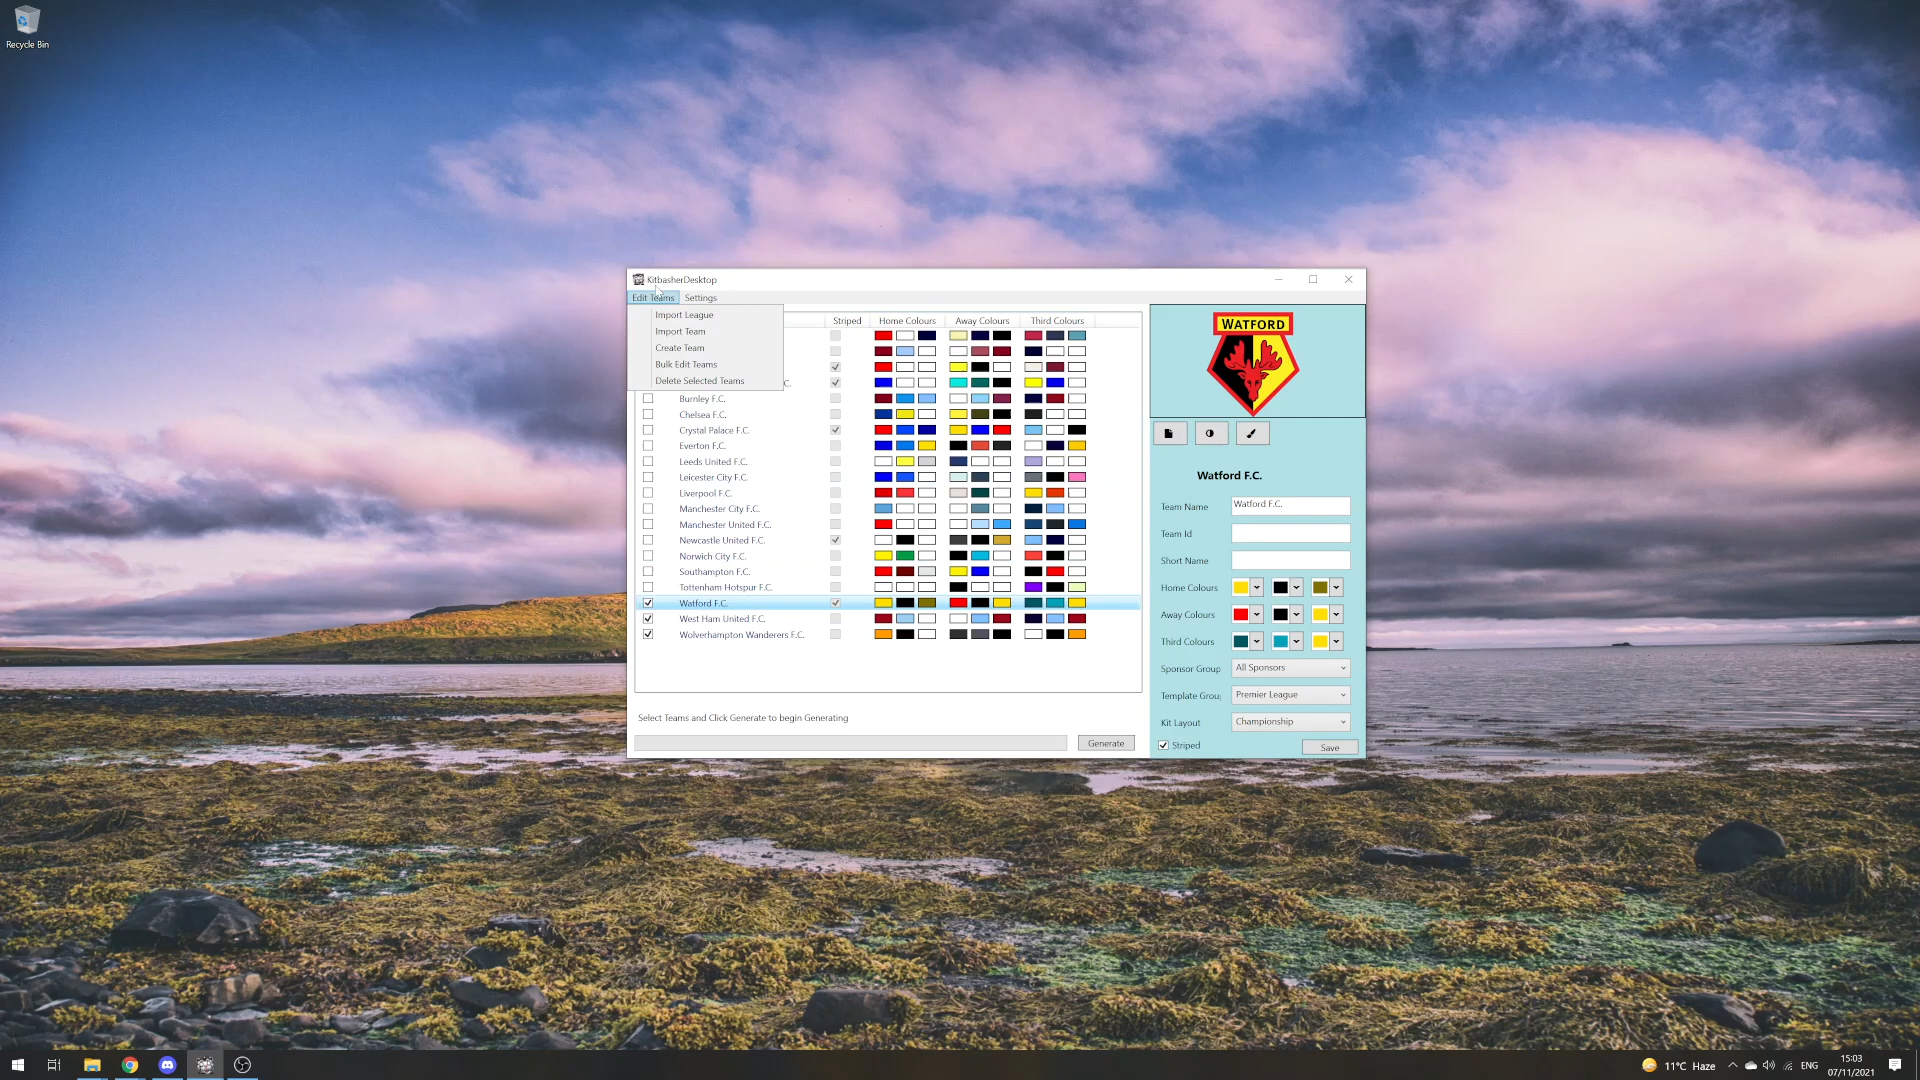 Recycle Bin
KitbasherDesktop
Edit Teams Settings
Import League
Import Team
Create Team
Bulk Edit Teams
Delete Selected Teams
Striped Home Colours Away Colours Third Colours
C.
Burnley F.C.
Chelsea F.C.
Crystal Palace F.C.
Everton F.C.
Leeds United F.C.
Leicester City F.C.
Liverpool F.C.
Manchester City F.C.
Manchester United F.C.
Newcastle United F.C.
Norwich City F.C.
Southampton F.C.
Tottenham Hotspur F.C.
Watford F.C.
West Ham United F.C.
Wolverhampton Wanderers F.C.
Select Teams and Click Generate to begin Generating
Generate
WATFORD
Watford F.C.
Team Name Watford F.C.
Team Id
Short Name
Home Colours
Away Colours
Third Colours
Sponsor Group All Sponsors
Template Grou Premier League
Kit Layout Championship
Striped Save
11°C Haze ENG 15:03
07/11/2021